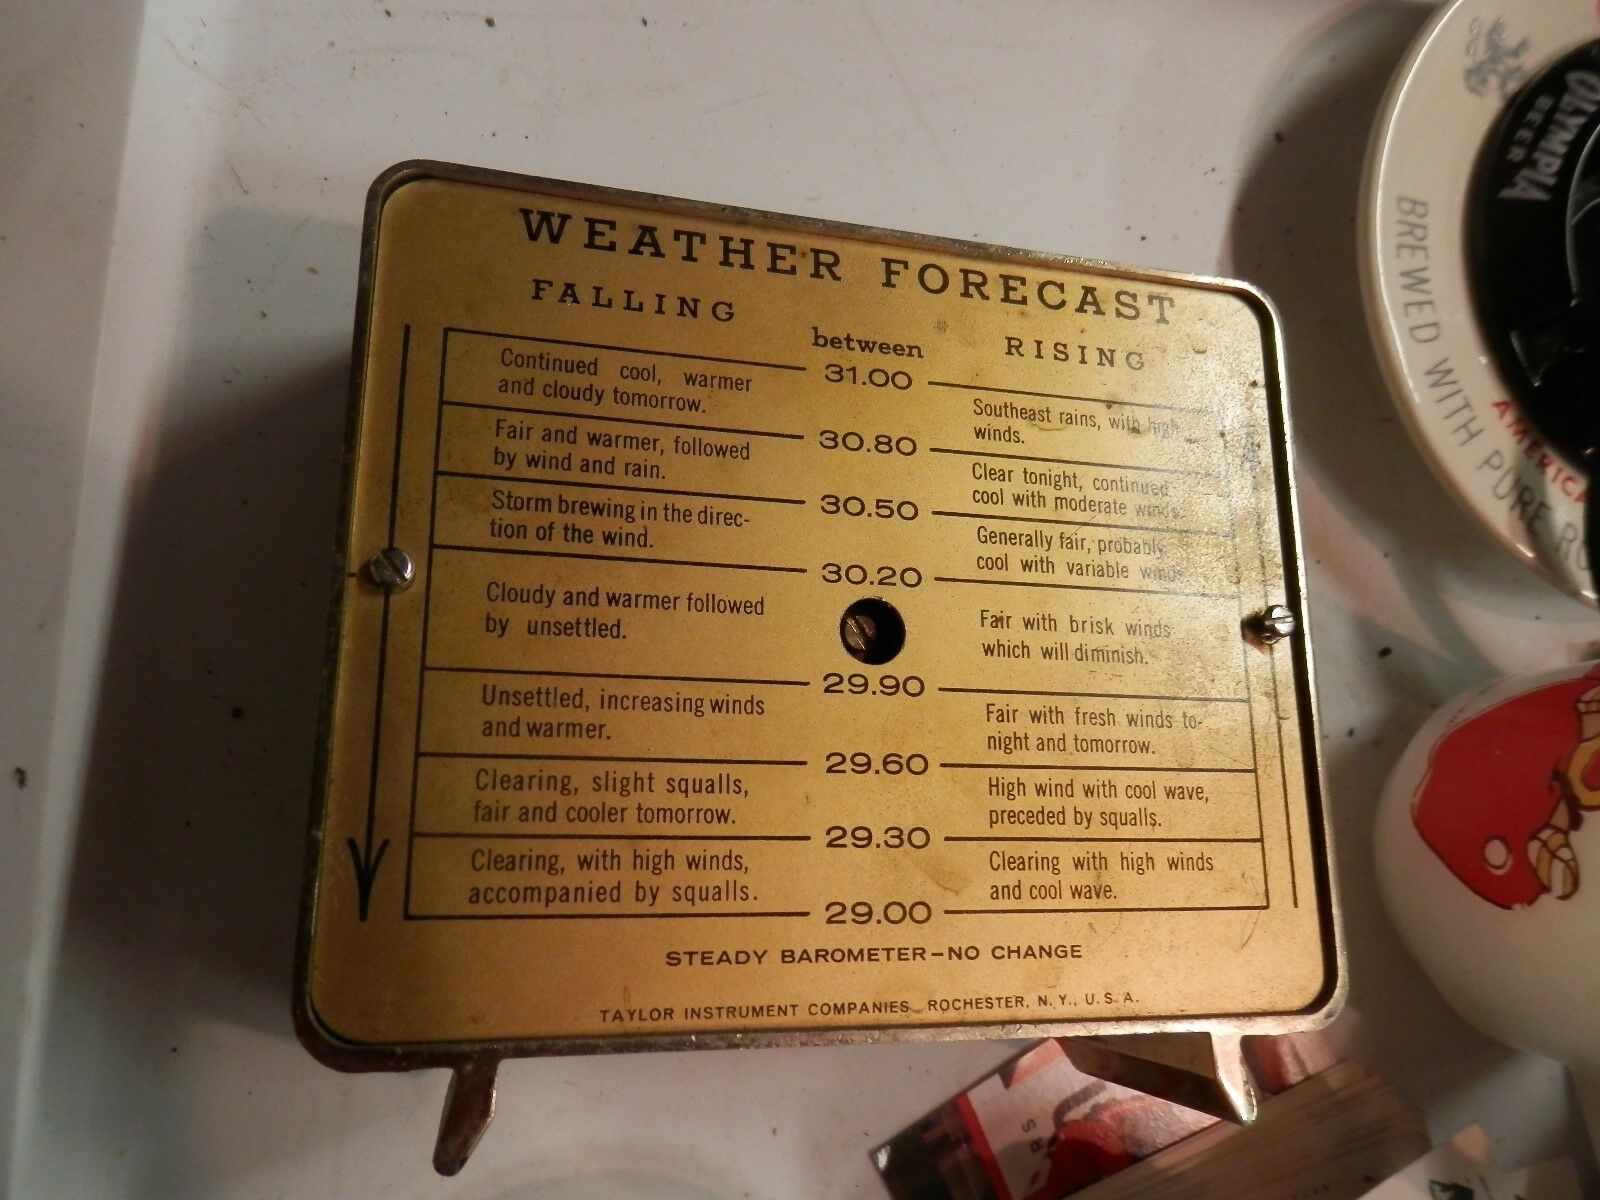 WEATHER FORECAST
FALLING
between
RISING
31.00
Continued cool, warmer
and cloudy tomorrow.
Southeast rains, with high
winds.
30.80
Fair and warmer, followed
by wind and rain.
Clear tonight, continued
cool with moderate winds.
30.50
Storm brewing in the direc-
tion of the wind.
Generally fair, probably
cool with variable winds
30.20
Cloudy and warmer followed
by unsettled.
Fair with brisk winds
which will diminish.
29.90
Unsettled, increasing winds
and warmer.
Fair with fresh winds to-
night and tomorrow.
29.60
Clearing, slight squalls,
fair and cooler tomorrow.
High wind with cool wave,
preceded by squalls.
29.30
Clearing, with high winds,
accompanied by squalls.
Clearing with high winds
and cool wave.
29.00
STEADY BAROMETER–NO CHANGE
TAYLOR INSTRUMENT COMPANIES ROCHESTER, N. Y., U. S. A.
OLYMPIA
BEER
BREWED WITH PURE